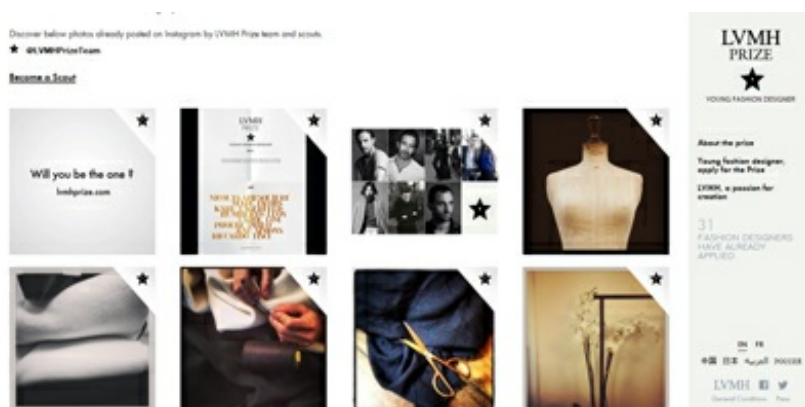 Discover below photos already posted on Instagram by LVMH Prize team and scouts.
@LVMHPrizeTeam
Become a Scout
Will you be the one ?
lvmhprize.com
LVMH
PRIZE
LVMH
PRIZE
YOUNG FASHION DESIGNER
About the prize
Young fashion designer,
apply for the Prize
LVMH, a passion for
creation
31
FASHION DESIGNERS
HAVE ALREADY
APPLIED
EN FR
中国 日本 العربية РОССИЯ
LVMH
General Conditions Press